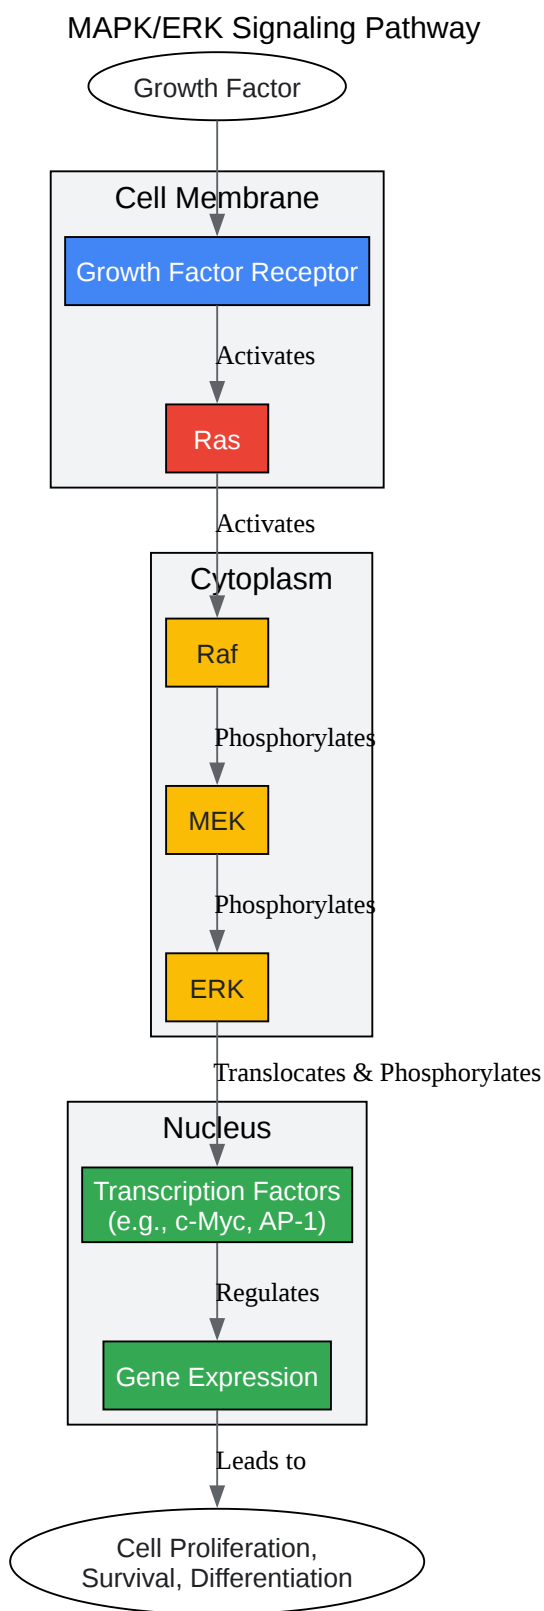 MAPK/ERK Signaling Pathway
Growth Factor
Cell Membrane
Growth Factor Receptor
Activates
Ras
Activates
Cytoplasm
Raf
Phosphorylates
MEK
Phosphorylates
ERK
Translocates & Phosphorylates
Nucleus
Transcription Factors
(e.g., c-Myc, AP-1)
Regulates
Gene Expression
Leads to
Cell Proliferation,
Survival, Differentiation